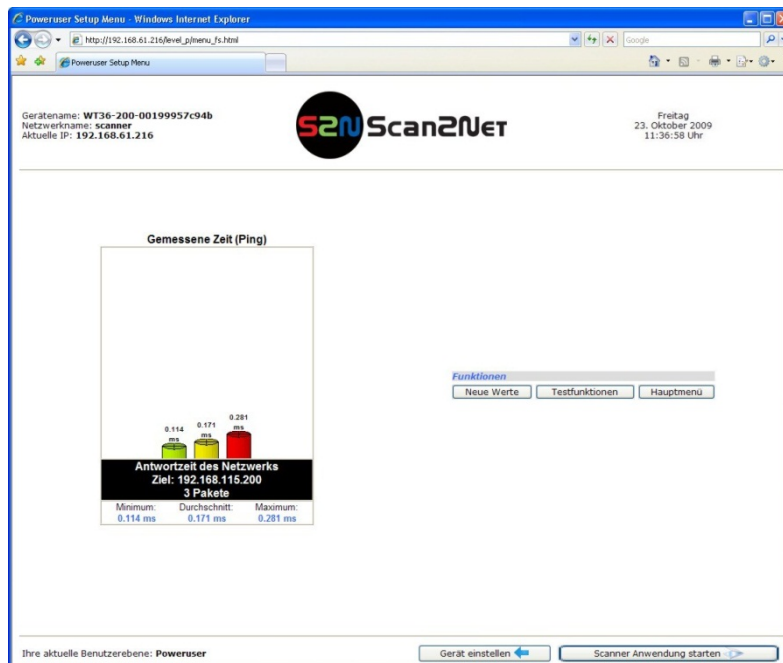 Poweruser Setup Menu - Windows Internet Explorer
http://192.168.61.216/level_p/menu_fs.html
Google
Poweruser Setup Menu
Gerätename: WT36-200-00199957c94b
Netzwerkname: scanner
Aktuelle IP: 192.168.61.216
S2N Scan2Net
Freitag
23. Oktober 2009
11:36:58 Uhr
Gemessene Zeit (Ping)
0.114 ms
0.171 ms
0.281 ms
Antwortzeit des Netzwerks
Ziel: 192.168.115.200
3 Pakete
Minimum: Durchschnitt: Maximum:
0.114 ms 0.171 ms 0.281 ms
Funktionen
Neue Werte Testfunktionen Hauptmenü
Ihre aktuelle Benutzerebene: Poweruser
Gerät einstellen Scanner Anwendung starten